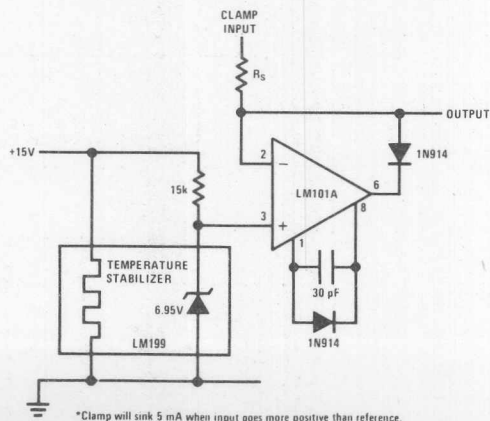 CLAMP
INPUT
RS
OUTPUT
+15V
2
−
1N914
15k
LM101A
6
8
3
+
1
TEMPERATURE
STABILIZER
30 pF
6.95V
1N914
LM199
*Clamp will sink 5 mA when input goes more positive than reference.